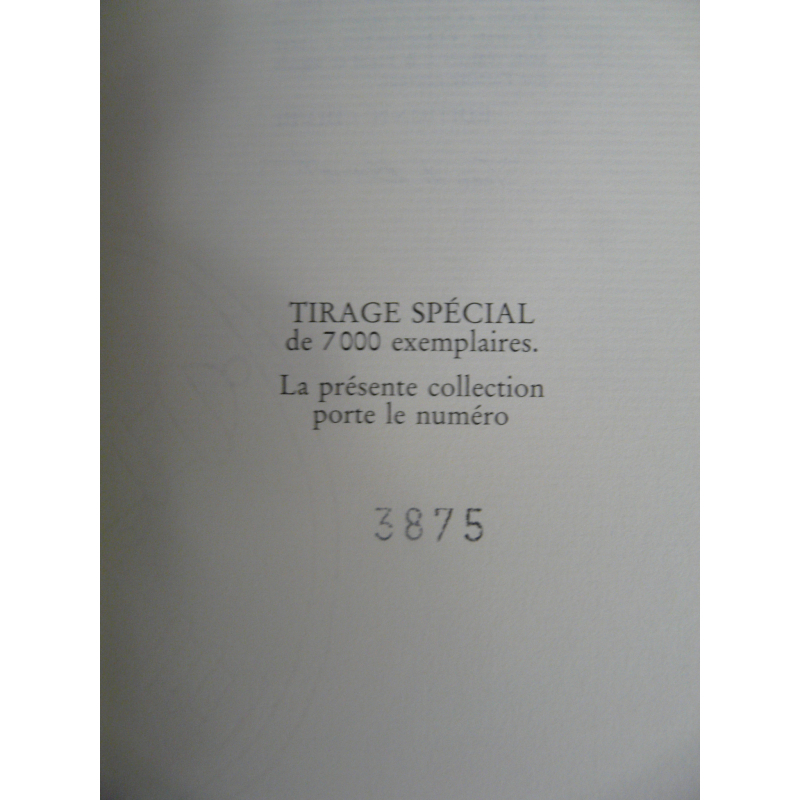 TIRAGE SPÉCIAL
de 7000 exemplaires.
La présente collection
porte le numéro
3875